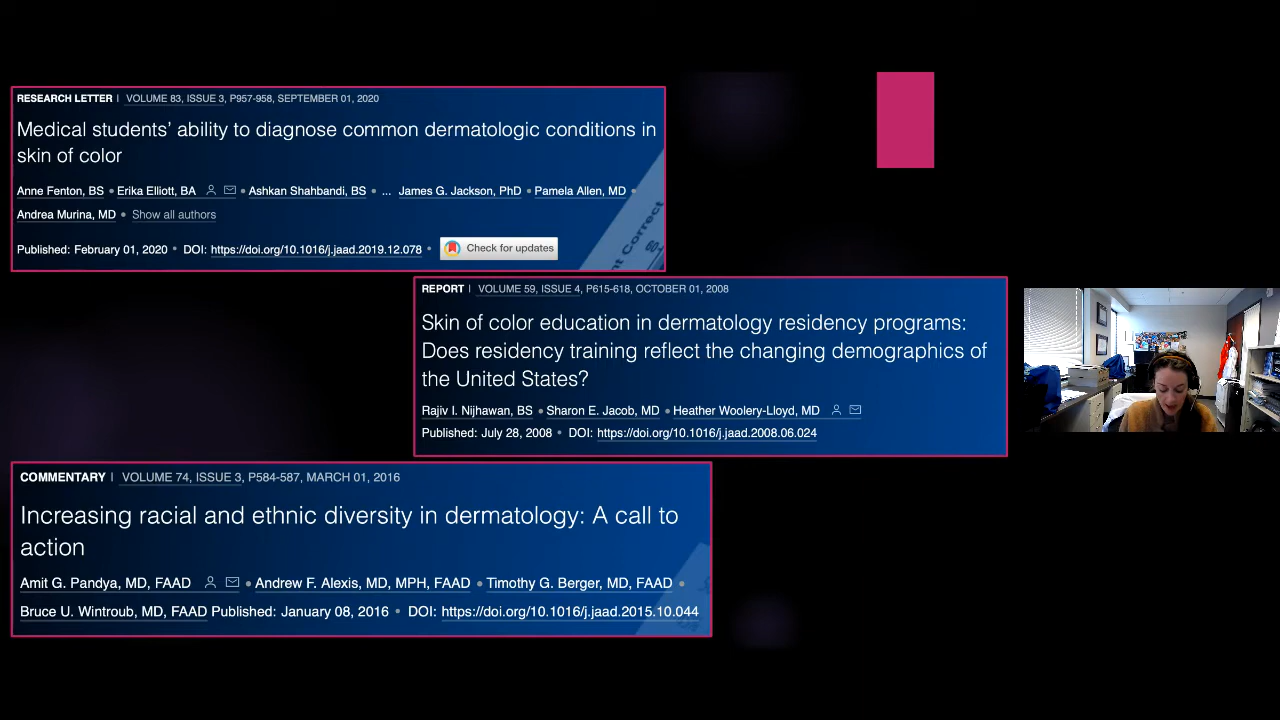 RESEARCH LETTER | VOLUME 83, ISSUE 3, P957-958, SEPTEMBER 01, 2020
Medical students’ ability to diagnose common dermatologic conditions in
skin of color
Anne Fenton, BS • Erika Elliott, BA • Ashkan Shahbandi, BS • ... James G. Jackson, PhD • Pamela Allen, MD •
Andrea Murina, MD • Show all authors
Published: February 01, 2020 • DOI: https://doi.org/10.1016/j.jaad.2019.12.078 • Check for updates
Correct
REPORT | VOLUME 59, ISSUE 4, P615-618, OCTOBER 01, 2008
Skin of color education in dermatology residency programs:
Does residency training reflect the changing demographics of
the United States?
Rajiv I. Nijhawan, BS • Sharon E. Jacob, MD • Heather Woolery-Lloyd, MD
Published: July 28, 2008 • DOI: https://doi.org/10.1016/j.jaad.2008.06.024
COMMENTARY | VOLUME 74, ISSUE 3, P584-587, MARCH 01, 2016
Increasing racial and ethnic diversity in dermatology: A call to
action
Amit G. Pandya, MD, FAAD • Andrew F. Alexis, MD, MPH, FAAD • Timothy G. Berger, MD, FAAD •
Bruce U. Wintroub, MD, FAAD Published: January 08, 2016 • DOI: https://doi.org/10.1016/j.jaad.2015.10.044